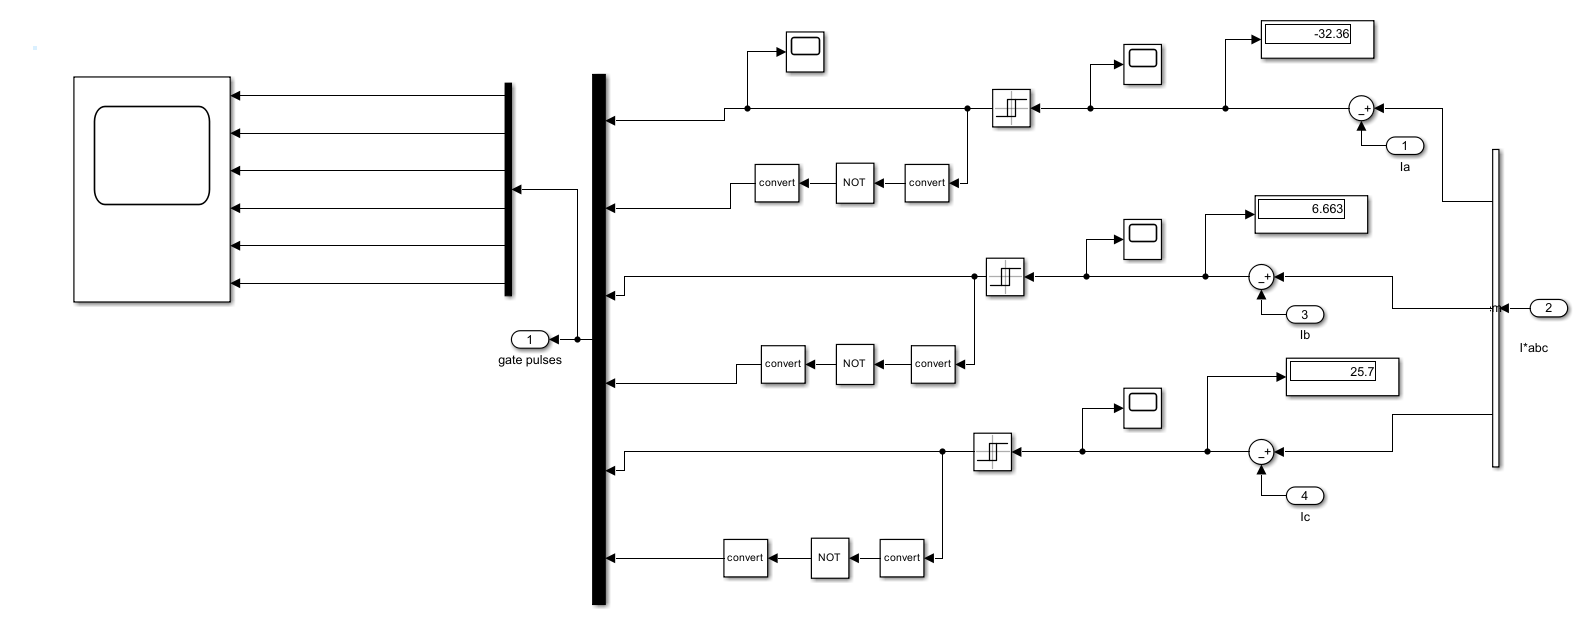 -32.36
+
−
1
Ia
convert
NOT
convert
6.663
+
−
3
Ib
2
I*abc
1
gate pulses
convert
NOT
convert
25.7
+
−
4
Ic
convert
NOT
convert